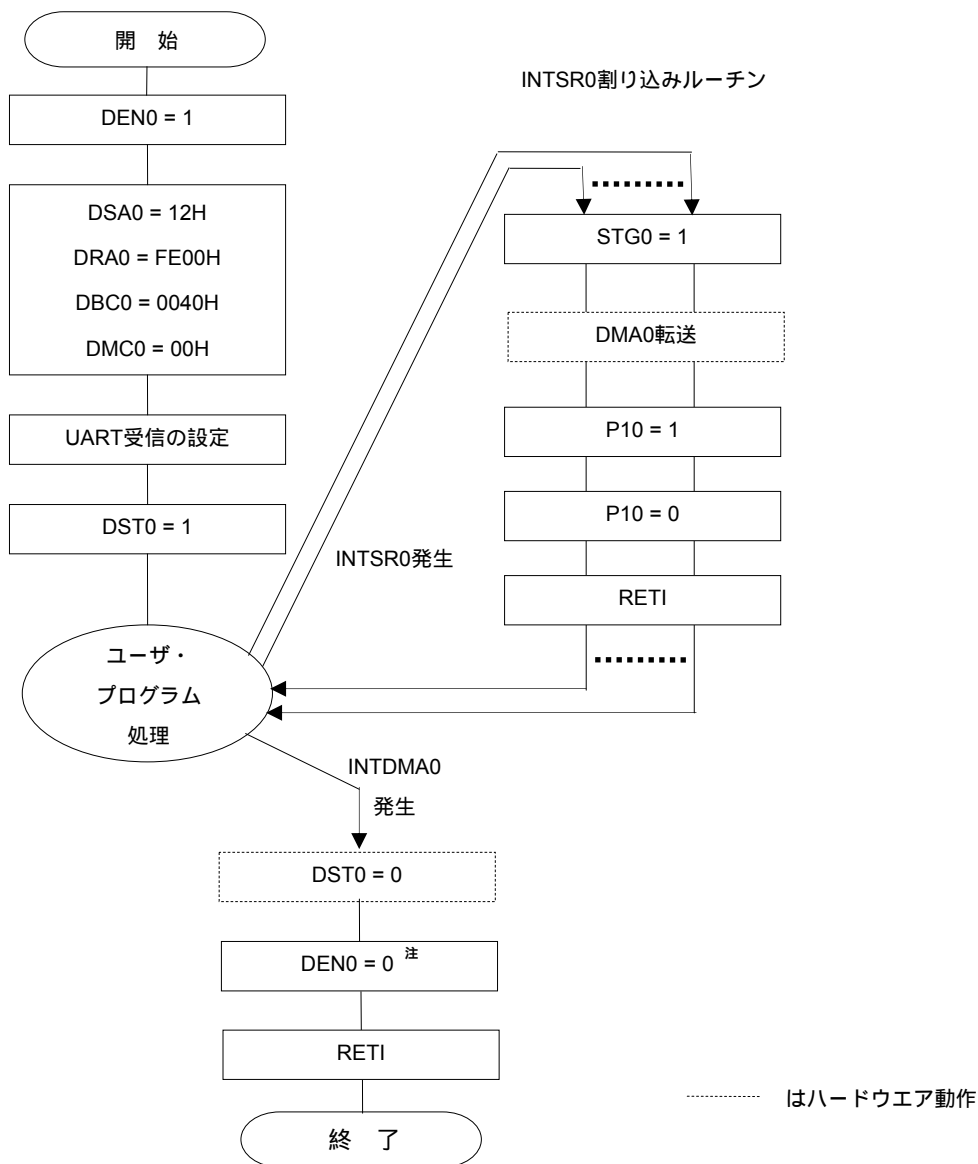 開　始
DEN0 = 1
DSA0 = 12H
DRA0 = FE00H
DBC0 = 0040H
DMC0 = 00H
UART受信の設定
DST0 = 1
ユーザ・
プログラム
処理
INTSR0割り込みルーチン
STG0 = 1
DMA0転送
P10 = 1
P10 = 0
RETI
INTSR0発生
INTDMA0
発生
DST0 = 0
DEN0 = 0 注
RETI
終　了
はハードウエア動作